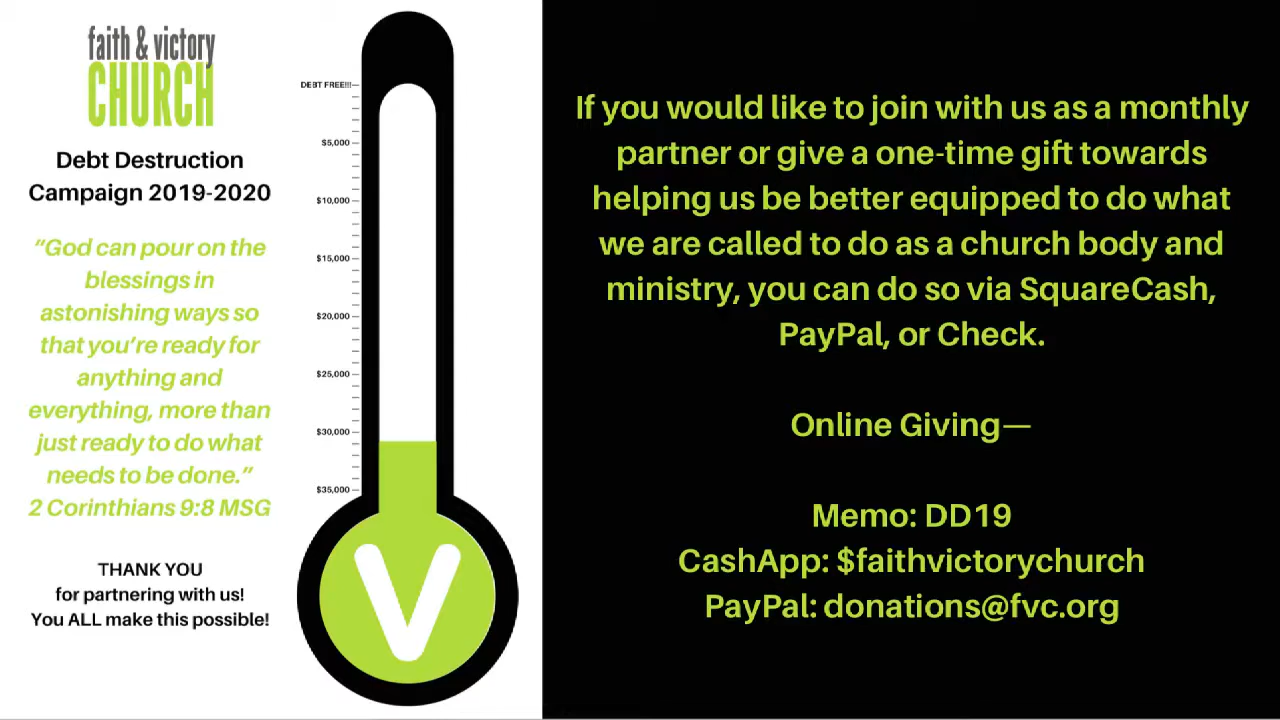 faith & victory
CHURCH
Debt Destruction
Campaign 2019-2020
“God can pour on the
blessings in
astonishing ways so
that you’re ready for
anything and
everything, more than
just ready to do what
needs to be done.”
2 Corinthians 9:8 MSG
THANK YOU
for partnering with us!
You ALL make this possible!
DEBT FREE!!!
$5,000
$10,000
$15,000
$20,000
$25,000
$30,000
$35,000
V
If you would like to join with us as a monthly
partner or give a one-time gift towards
helping us be better equipped to do what
we are called to do as a church body and
ministry, you can do so via SquareCash,
PayPal, or Check.
Online Giving—
Memo: DD19
CashApp: $faithvictorychurch
PayPal: donations@fvc.org